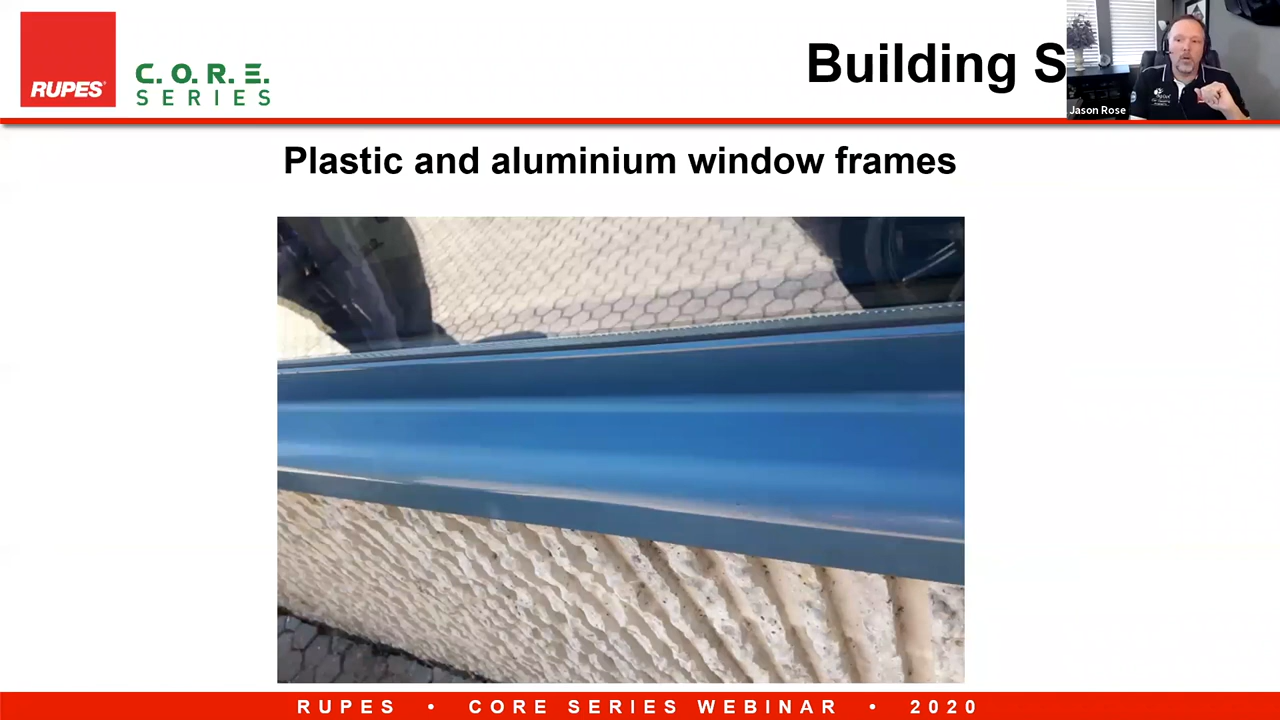 RUPES
C.O.R.E.
SERIES
Building S
Jason Rose
Plastic and aluminium window frames
RUPES • CORE SERIES WEBINAR • 2020